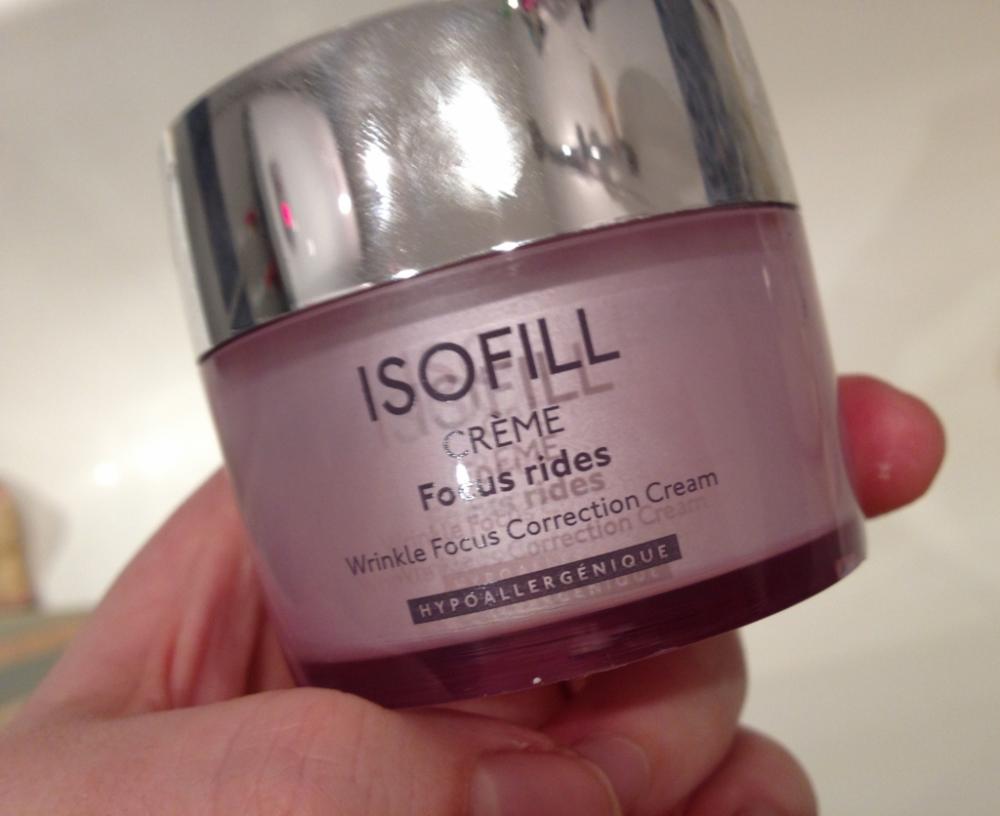 ISOFILL
CRÈME
Focus rides
Wrinkle Focus Correction Cream
HYPOALLERGÉNIQUE